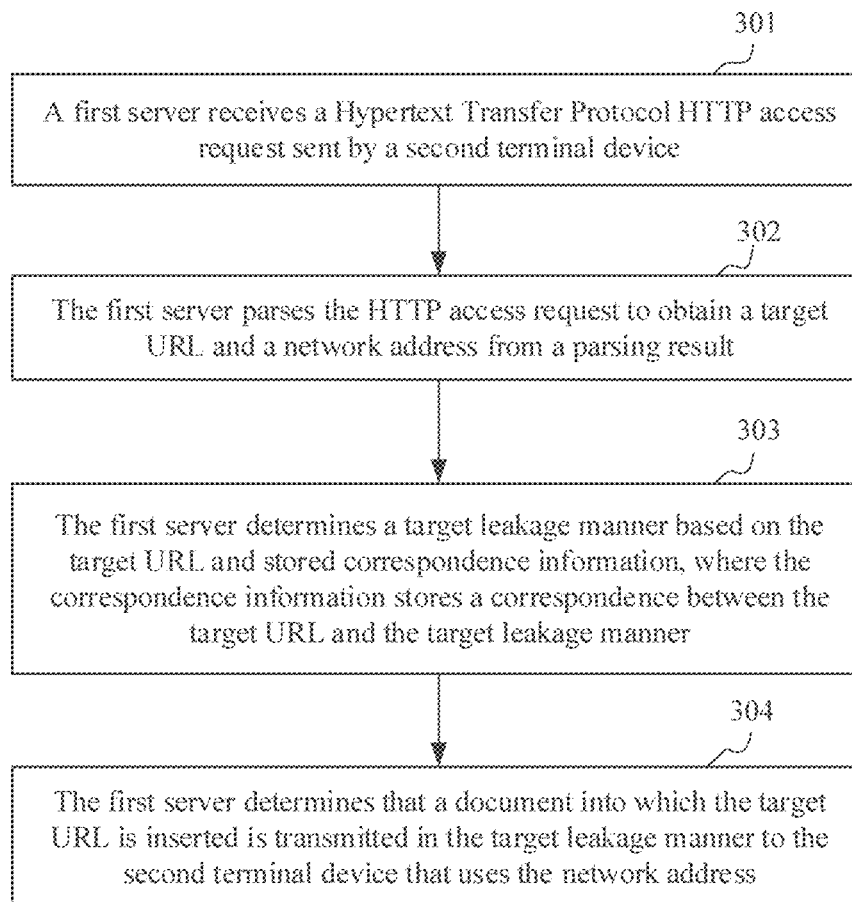 301
A first server receives a Hypertext Transfer Protocol HTTP access
request sent by a second terminal device
302
The first server parses the HTTP access request to obtain a target
URL and a network address from a parsing result
303
The first server determines a target leakage manner based on the
target URL and stored correspondence information, where the
correspondence information stores a correspondence between the
target URL and the target leakage manner
304
The first server determines that a document into which the target
URL is inserted is transmitted in the target leakage manner to the
second terminal device that uses the network address